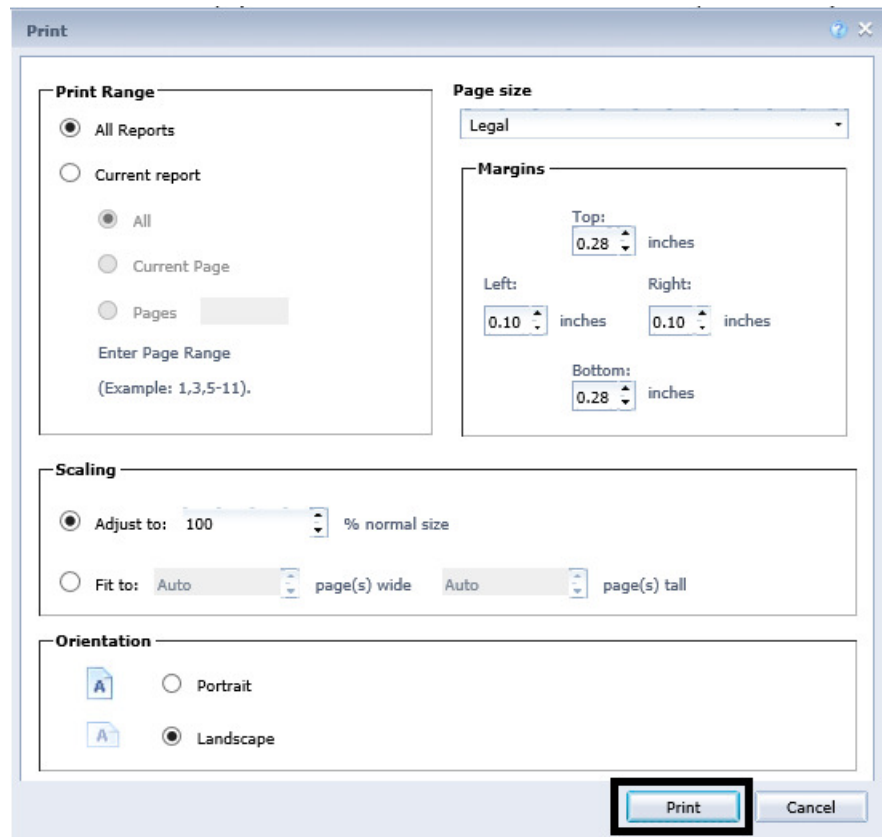 Print
Print Range
All Reports
Current report
All
Current Page
Pages
Enter Page Range
(Example: 1,3,5-11).
Page size
Legal
Margins
Top:
0.28 inches
Left: Right:
0.10 inches 0.10 inches
Bottom:
0.28 inches
Scaling
Adjust to: 100 % normal size
Fit to: Auto page(s) wide Auto page(s) tall
Orientation
A Portrait
A Landscape
Print Cancel